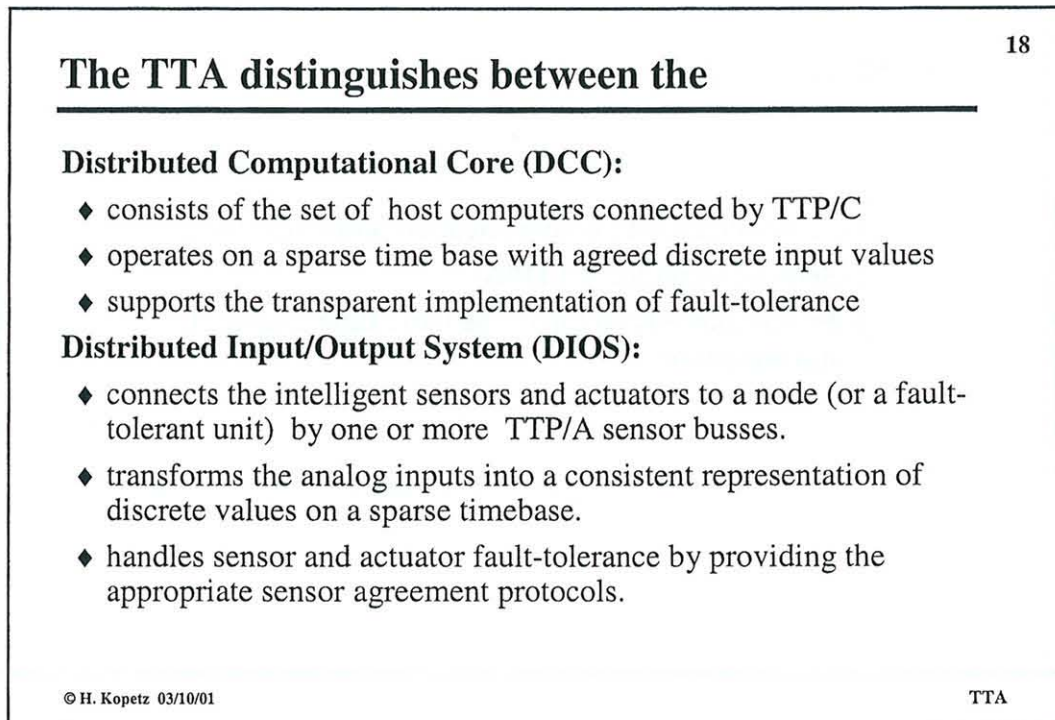 18
The TTA distinguishes between the
Distributed Computational Core (DCC):
♦ consists of the set of host computers connected by TTP/C
♦ operates on a sparse time base with agreed discrete input values
♦ supports the transparent implementation of fault-tolerance
Distributed Input/Output System (DIOS):
♦ connects the intelligent sensors and actuators to a node (or a fault-
tolerant unit) by one or more TTP/A sensor busses.
♦ transforms the analog inputs into a consistent representation of
discrete values on a sparse timebase.
♦ handles sensor and actuator fault-tolerance by providing the
appropriate sensor agreement protocols.
© H. Kopetz 03/10/01
TTA